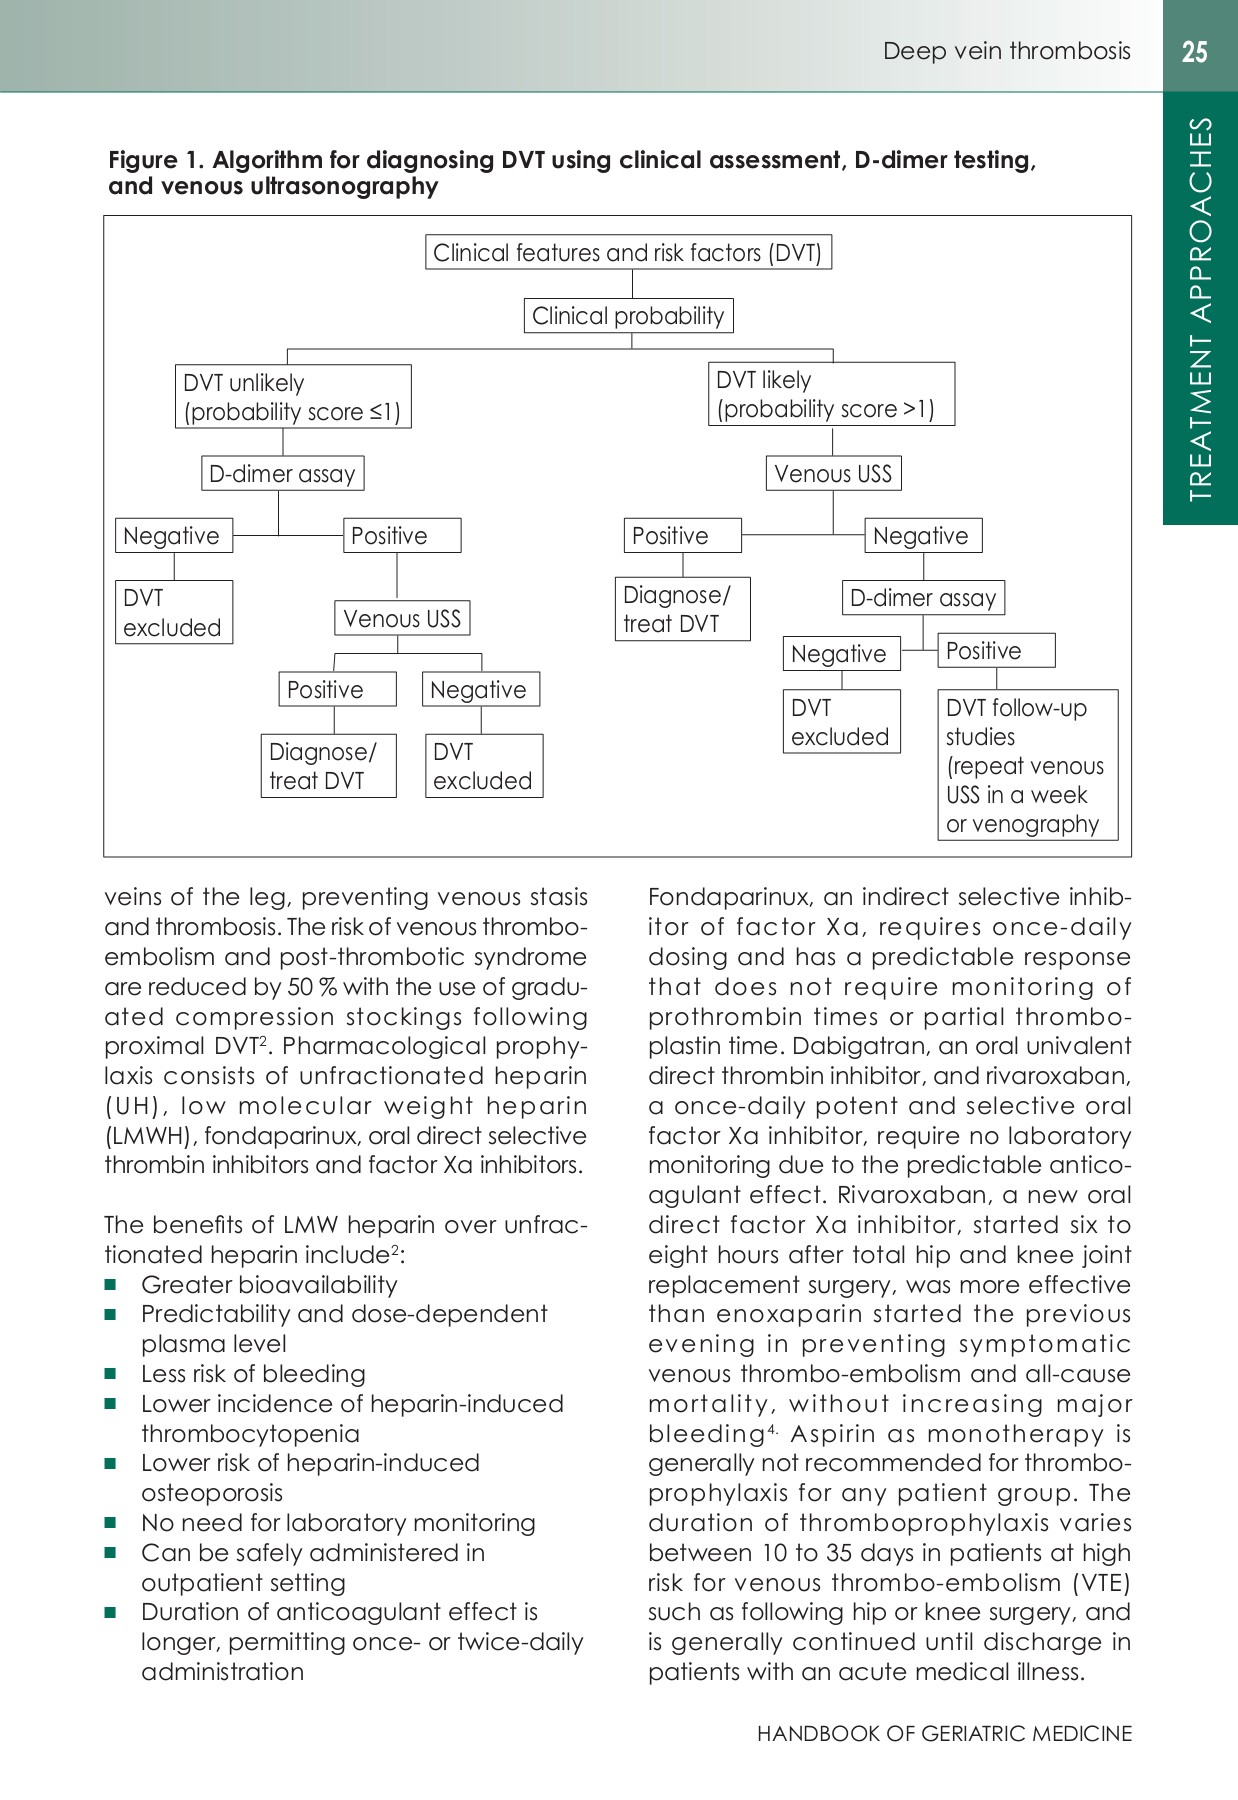 Deep vein thrombosis
25
TREATMENT APPROACHES
Figure 1. Algorithm for diagnosing DVT using clinical assessment, D-dimer testing,
and venous ultrasonography
Clinical features and risk factors (DVT)
Clinical probability
DVT unlikely
(probability score ≤1)
DVT likely
(probability score >1)
D-dimer assay
Venous USS
Negative
Positive
Positive
Negative
DVT
excluded
Venous USS
Diagnose/
treat DVT
D-dimer assay
Positive
Negative
Negative
Positive
Diagnose/
treat DVT
DVT
excluded
DVT
excluded
DVT follow-up
studies
(repeat venous
USS in a week
or venography
veins of the leg, preventing venous stasis
and thrombosis. The risk of venous thrombo-
embolism and post-thrombotic syndrome
are reduced by 50 % with the use of gradu-
ated compression stockings following
proximal DVT². Pharmacological prophy-
laxis consists of unfractionated heparin
(UH), low molecular weight heparin
(LMWH), fondaparinux, oral direct selective
thrombin inhibitors and factor Xa inhibitors.
The benefits of LMW heparin over unfrac-
tionated heparin include²:
■ Greater bioavailability
■ Predictability and dose-dependent
plasma level
■ Less risk of bleeding
■ Lower incidence of heparin-induced
thrombocytopenia
■ Lower risk of heparin-induced
osteoporosis
■ No need for laboratory monitoring
■ Can be safely administered in
outpatient setting
■ Duration of anticoagulant effect is
longer, permitting once- or twice-daily
administration
Fondaparinux, an indirect selective inhib-
itor of factor Xa, requires once-daily
dosing and has a predictable response
that does not require monitoring of
prothrombin times or partial thrombo-
plastin time. Dabigatran, an oral univalent
direct thrombin inhibitor, and rivaroxaban,
a once-daily potent and selective oral
factor Xa inhibitor, require no laboratory
monitoring due to the predictable antico-
agulant effect. Rivaroxaban, a new oral
direct factor Xa inhibitor, started six to
eight hours after total hip and knee joint
replacement surgery, was more effective
than enoxaparin started the previous
evening in preventing symptomatic
venous thrombo-embolism and all-cause
mortality, without increasing major
bleeding⁴· Aspirin as monotherapy is
generally not recommended for thrombo-
prophylaxis for any patient group. The
duration of thromboprophylaxis varies
between 10 to 35 days in patients at high
risk for venous thrombo-embolism (VTE)
such as following hip or knee surgery, and
is generally continued until discharge in
patients with an acute medical illness.
HANDBOOK OF GERIATRIC MEDICINE